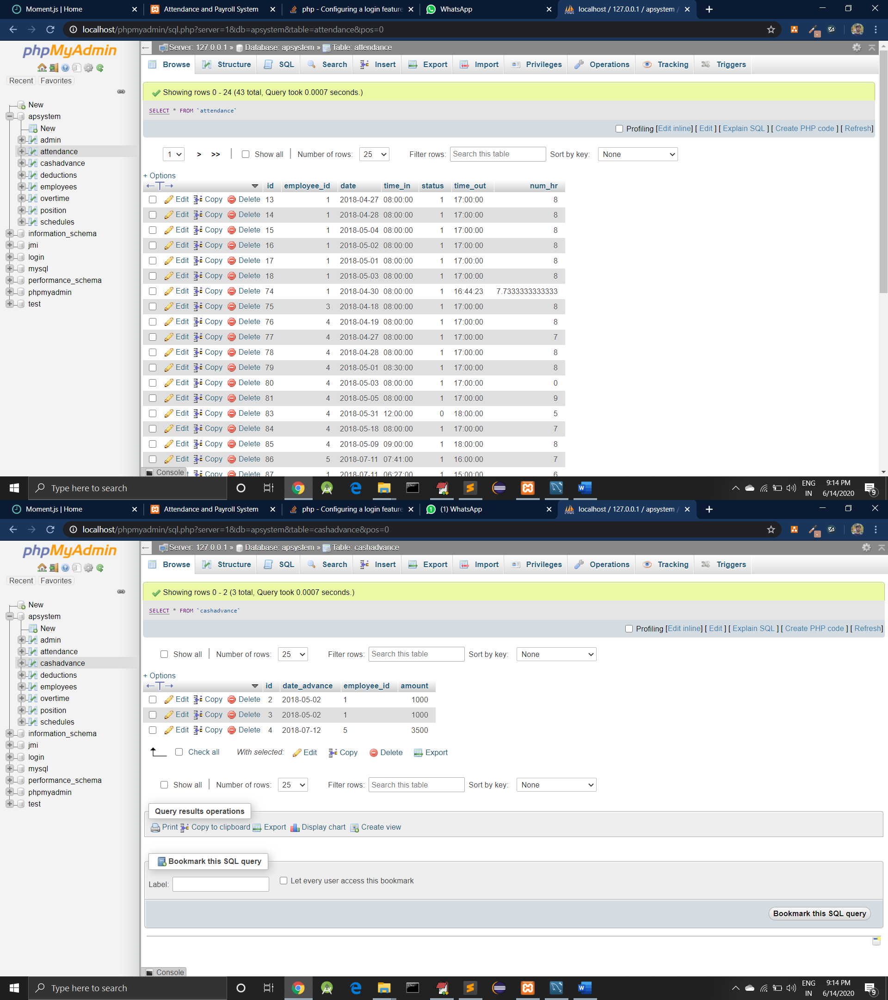 Moment.js | Home
Attendance and Payroll System
php - Configuring a login feature
WhatsApp
localhost / 127.0.0.1 / apsystem /
localhost/phpmyadmin/sql.php?server=1&db=apsystem&table=attendance&pos=0
phpMyAdmin
Recent Favorites
New
apsystem
New
admin
attendance
cashadvance
deductions
employees
overtime
position
schedules
information_schema
jmi
login
mysql
performance_schema
phpmyadmin
test
Server: 127.0.0.1 » Database: apsystem » Table: attendance
Browse Structure SQL Search Insert Export Import Privileges Operations Tracking Triggers
Showing rows 0 - 24 (43 total, Query took 0.0007 seconds.)
SELECT * FROM `attendance`
Profiling [Edit inline] [ Edit ] [ Explain SQL ] [ Create PHP code ] [ Refresh]
1 > >> Show all Number of rows: 25 Filter rows: Search this table Sort by key: None
+ Options
id employee_id date time_in status time_out num_hr
Edit Copy Delete 13 1 2018-04-27 08:00:00 1 17:00:00 8
Edit Copy Delete 14 1 2018-04-28 08:00:00 1 17:00:00 8
Edit Copy Delete 15 1 2018-05-04 08:00:00 1 17:00:00 8
Edit Copy Delete 16 1 2018-05-02 08:00:00 1 17:00:00 8
Edit Copy Delete 17 1 2018-05-01 08:00:00 1 17:00:00 8
Edit Copy Delete 18 1 2018-05-03 08:00:00 1 17:00:00 8
Edit Copy Delete 74 1 2018-04-30 08:00:00 1 16:44:23 7.7333333333333
Edit Copy Delete 75 3 2018-04-18 08:00:00 1 17:00:00 8
Edit Copy Delete 76 4 2018-04-19 08:00:00 1 17:00:00 8
Edit Copy Delete 77 4 2018-04-27 08:00:00 1 17:00:00 7
Edit Copy Delete 78 4 2018-04-28 08:00:00 1 17:00:00 8
Edit Copy Delete 79 4 2018-05-01 08:30:00 1 17:00:00 8
Edit Copy Delete 80 4 2018-05-03 08:00:00 1 17:00:00 0
Edit Copy Delete 81 4 2018-05-05 08:00:00 1 17:00:00 9
Edit Copy Delete 83 4 2018-05-31 12:00:00 0 18:00:00 5
Edit Copy Delete 84 4 2018-05-18 08:00:00 1 17:00:00 7
Edit Copy Delete 85 4 2018-05-09 09:00:00 1 18:00:00 8
Edit Copy Delete 86 5 2018-07-11 07:41:00 1 16:00:00 7
Copy Delete 87 1 2018-07-11 06:27:00 1 15:00:00 6
Console
Type here to search
ENG
IN
9:14 PM
6/14/2020
9
Moment.js | Home
Attendance and Payroll System
php - Configuring a login feature
(1) WhatsApp
localhost / 127.0.0.1 / apsystem /
localhost/phpmyadmin/sql.php?server=1&db=apsystem&table=cashadvance&pos=0
phpMyAdmin
Recent Favorites
New
apsystem
New
admin
attendance
cashadvance
deductions
employees
overtime
position
schedules
information_schema
jmi
login
mysql
performance_schema
phpmyadmin
test
Server: 127.0.0.1 » Database: apsystem » Table: cashadvance
Browse Structure SQL Search Insert Export Import Privileges Operations Tracking Triggers
Showing rows 0 - 2 (3 total, Query took 0.0007 seconds.)
SELECT * FROM `cashadvance`
Profiling [Edit inline] [ Edit ] [ Explain SQL ] [ Create PHP code ] [ Refresh]
Show all Number of rows: 25 Filter rows: Search this table Sort by key: None
+ Options
id date_advance employee_id amount
Edit Copy Delete 2 2018-05-02 1 1000
Edit Copy Delete 3 2018-05-02 1 1000
Edit Copy Delete 4 2018-07-12 5 3500
Check all With selected: Edit Copy Delete Export
Show all Number of rows: 25 Filter rows: Search this table Sort by key: None
Query results operations
Print Copy to clipboard Export Display chart Create view
Bookmark this SQL query
Label: Let every user access this bookmark
Bookmark this SQL query
Console
Type here to search
ENG
IN
9:14 PM
6/14/2020
9